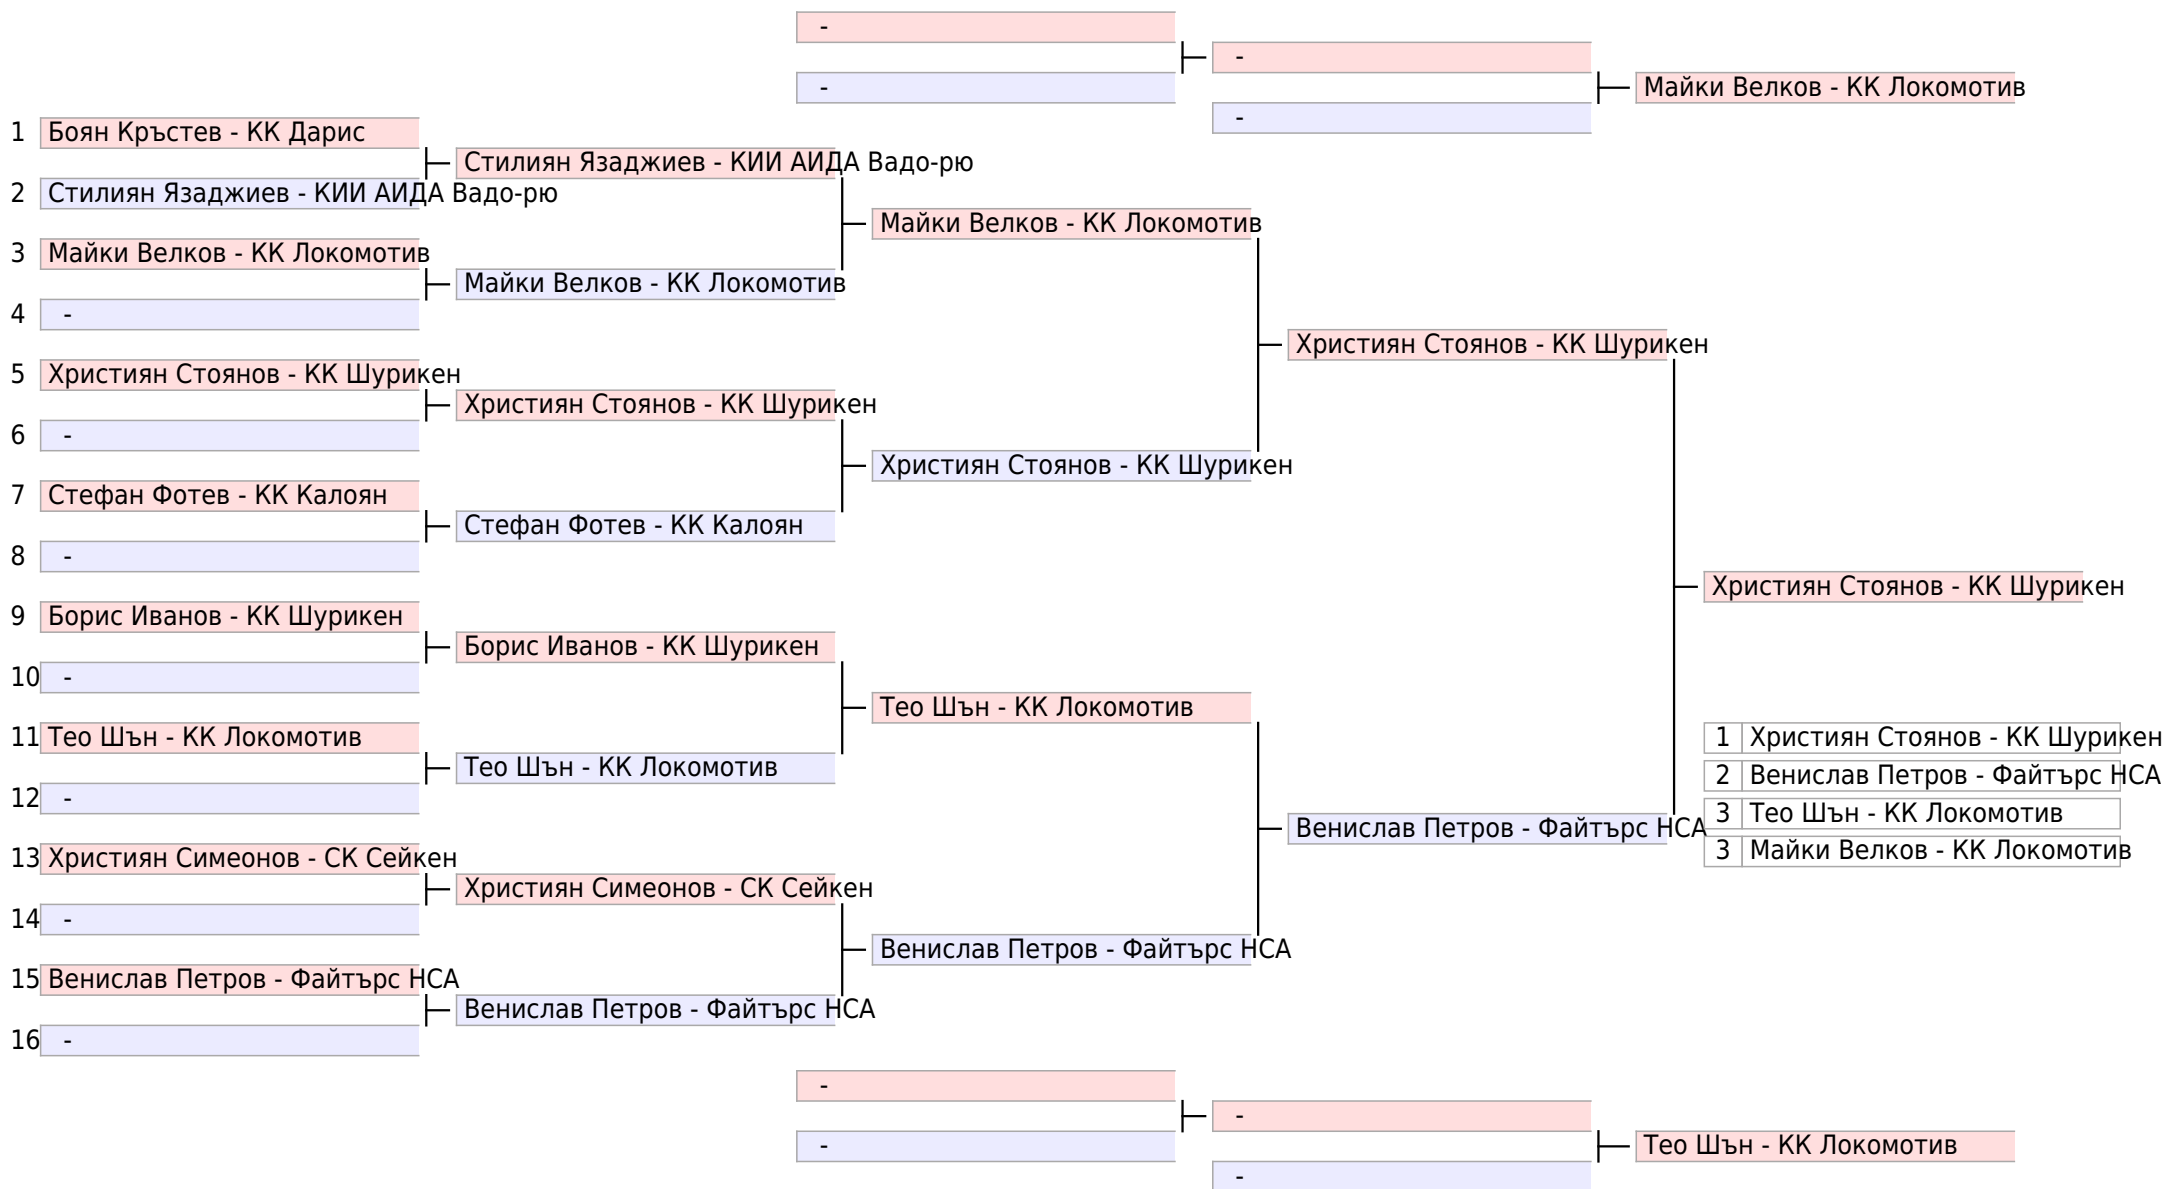 -
-
-
-
Майки Велков - КК Локомотив
1 Боян Кръстев - КК Дарис
2 Стилиян Язаджиев - КИИ АИДА Вадо-рю
3 Майки Велков - КК Локомотив
4 -
5 Християн Стоянов - КК Шурикен
6 -
7 Стефан Фотев - КК Калоян
8 -
9 Борис Иванов - КК Шурикен
10 -
11 Тео Шън - КК Локомотив
12 -
13 Християн Симеонов - СК Сейкен
14 -
15 Венислав Петров - Файтърс НСА
16 -
Стилиян Язаджиев - КИИ АИДА Вадо-рю
Майки Велков - КК Локомотив
Християн Стоянов - КК Шурикен
Стефан Фотев - КК Калоян
Борис Иванов - КК Шурикен
Тео Шън - КК Локомотив
Християн Симеонов - СК Сейкен
Венислав Петров - Файтърс НСА
Майки Велков - КК Локомотив
Християн Стоянов - КК Шурикен
Тео Шън - КК Локомотив
Венислав Петров - Файтърс НСА
Християн Стоянов - КК Шурикен
Венислав Петров - Файтърс НСА
Християн Стоянов - КК Шурикен
1 Християн Стоянов - КК Шурикен
2 Венислав Петров - Файтърс НСА
3 Тео Шън - КК Локомотив
3 Майки Велков - КК Локомотив
-
-
-
-
Тео Шън - КК Локомотив